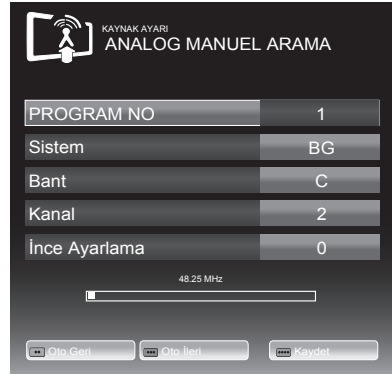 KAYNAK AYARI
ANALOG MANUEL ARAMA
PROGRAM NO 1
Sistem BG
Bant C
Kanal 2
İnce Ayarlama 0
48.25 MHz
Oto Geri Oto İleri Kaydet